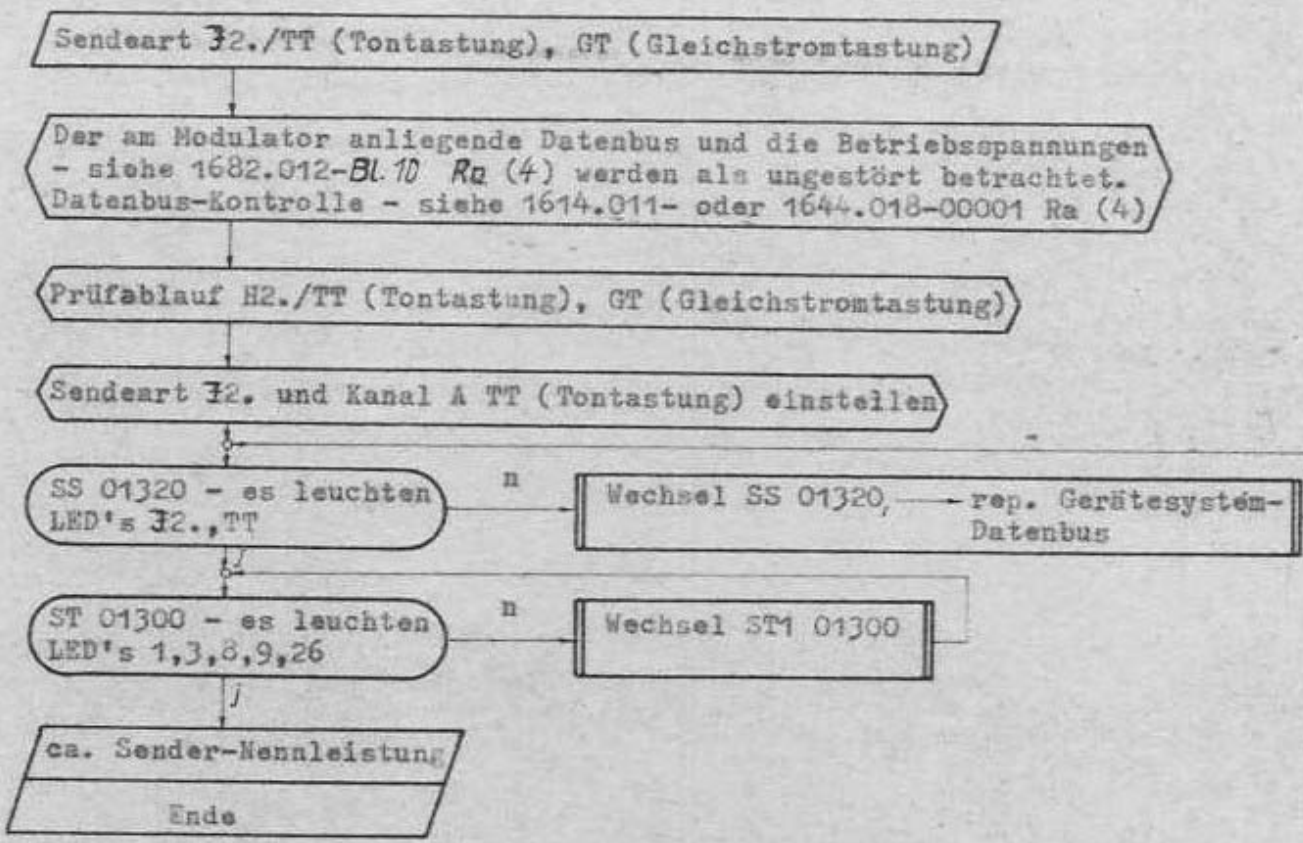 Sendeart J2./TT (Tontastung), GT (Gleichstromtastung)
Der am Modulator anliegende Datenbus und die Betriebsspannungen
- siehe 1682.012-Bl. 10 Ra (4) werden als ungestört betrachtet.
Datenbus-Kontrolle - siehe 1614.011- oder 1644.018-00001 Ra (4)
Prüfablauf H2./TT (Tontastung), GT (Gleichstromtastung)
Sendeart J2. und Kanal A TT (Tontastung) einstellen
SS 01320 - es leuchten
LED's J2.,TT
n
Wechsel SS 01320, rep. Gerätesystem-
Datenbus
j
ST 01300 - es leuchten
LED's 1,3,8,9,26
n
Wechsel ST1 01300
j
ca. Sender-Nennleistung
Ende